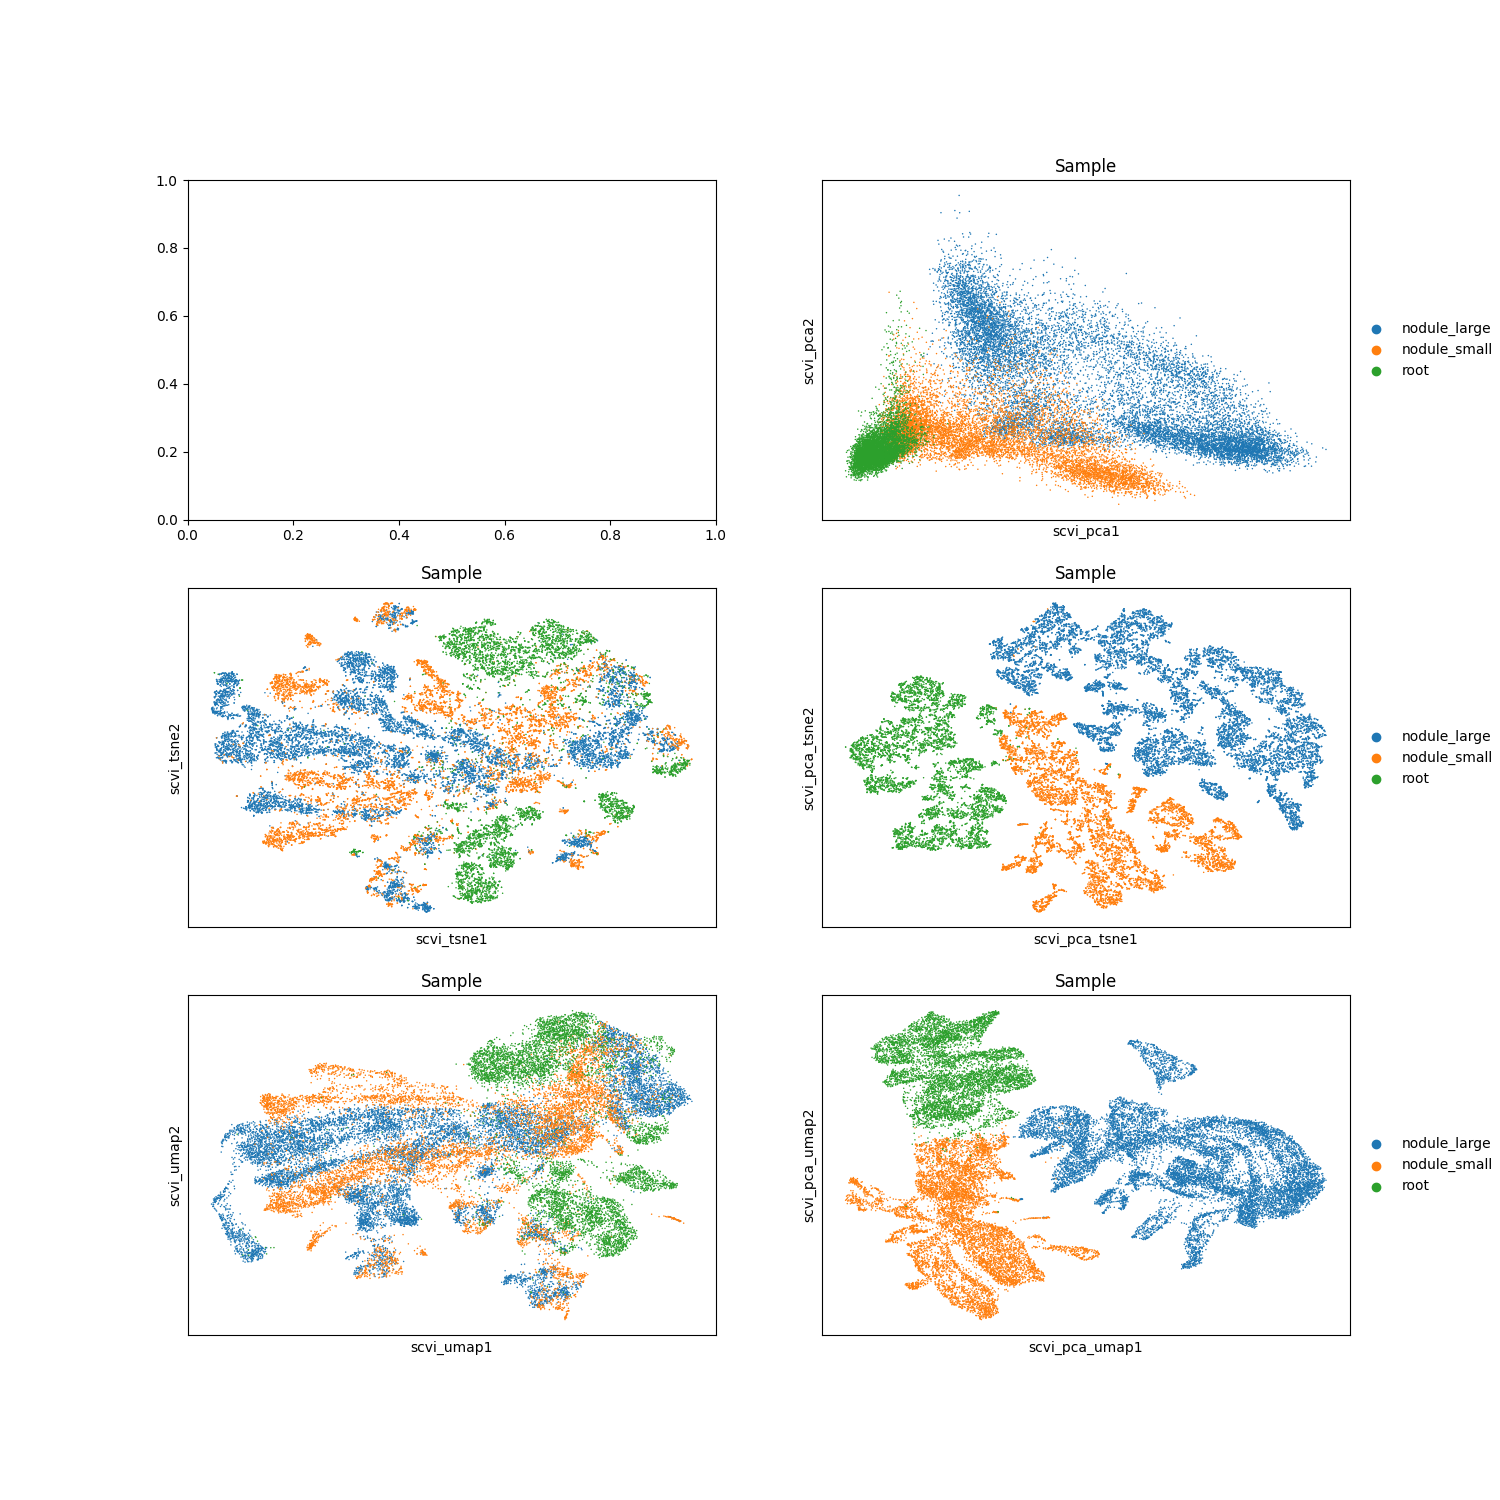 1.0
0.8
0.6
0.4
0.2
0.0
0.0 0.2 0.4 0.6 0.8 1.0
Sample
scvi_pca2
scvi_pca1
nodule_large
nodule_small
root
Sample
scvi_tsne2
scvi_tsne1
Sample
scvi_pca_tsne2
scvi_pca_tsne1
nodule_large
nodule_small
root
Sample
scvi_umap2
scvi_umap1
Sample
scvi_pca_umap2
scvi_pca_umap1
nodule_large
nodule_small
root